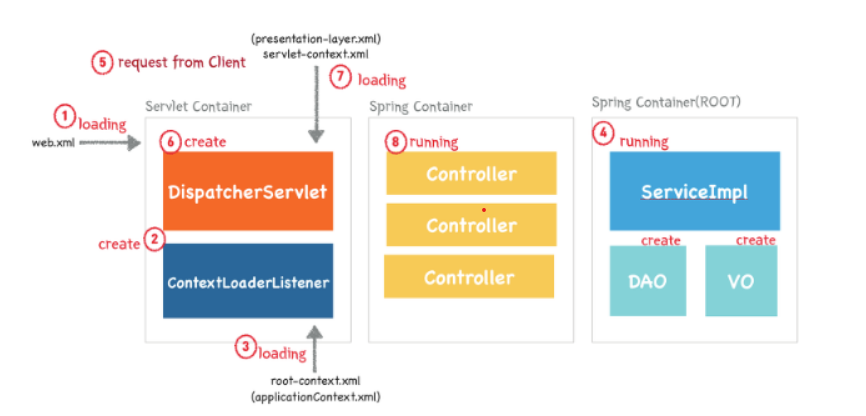 (presentation-layer.xml)
servlet-context.xml
5 request from Client
7 loading
Servlet Container
Spring Container
Spring Container(ROOT)
1 loading
web.xml
6 create
8 running
4 running
DispatcherServlet
Controller
ServiceImpl
Controller
create 2
create
create
ContextLoaderListener
Controller
DAO
VO
3 loading
root-context.xml
(applicationContext.xml)